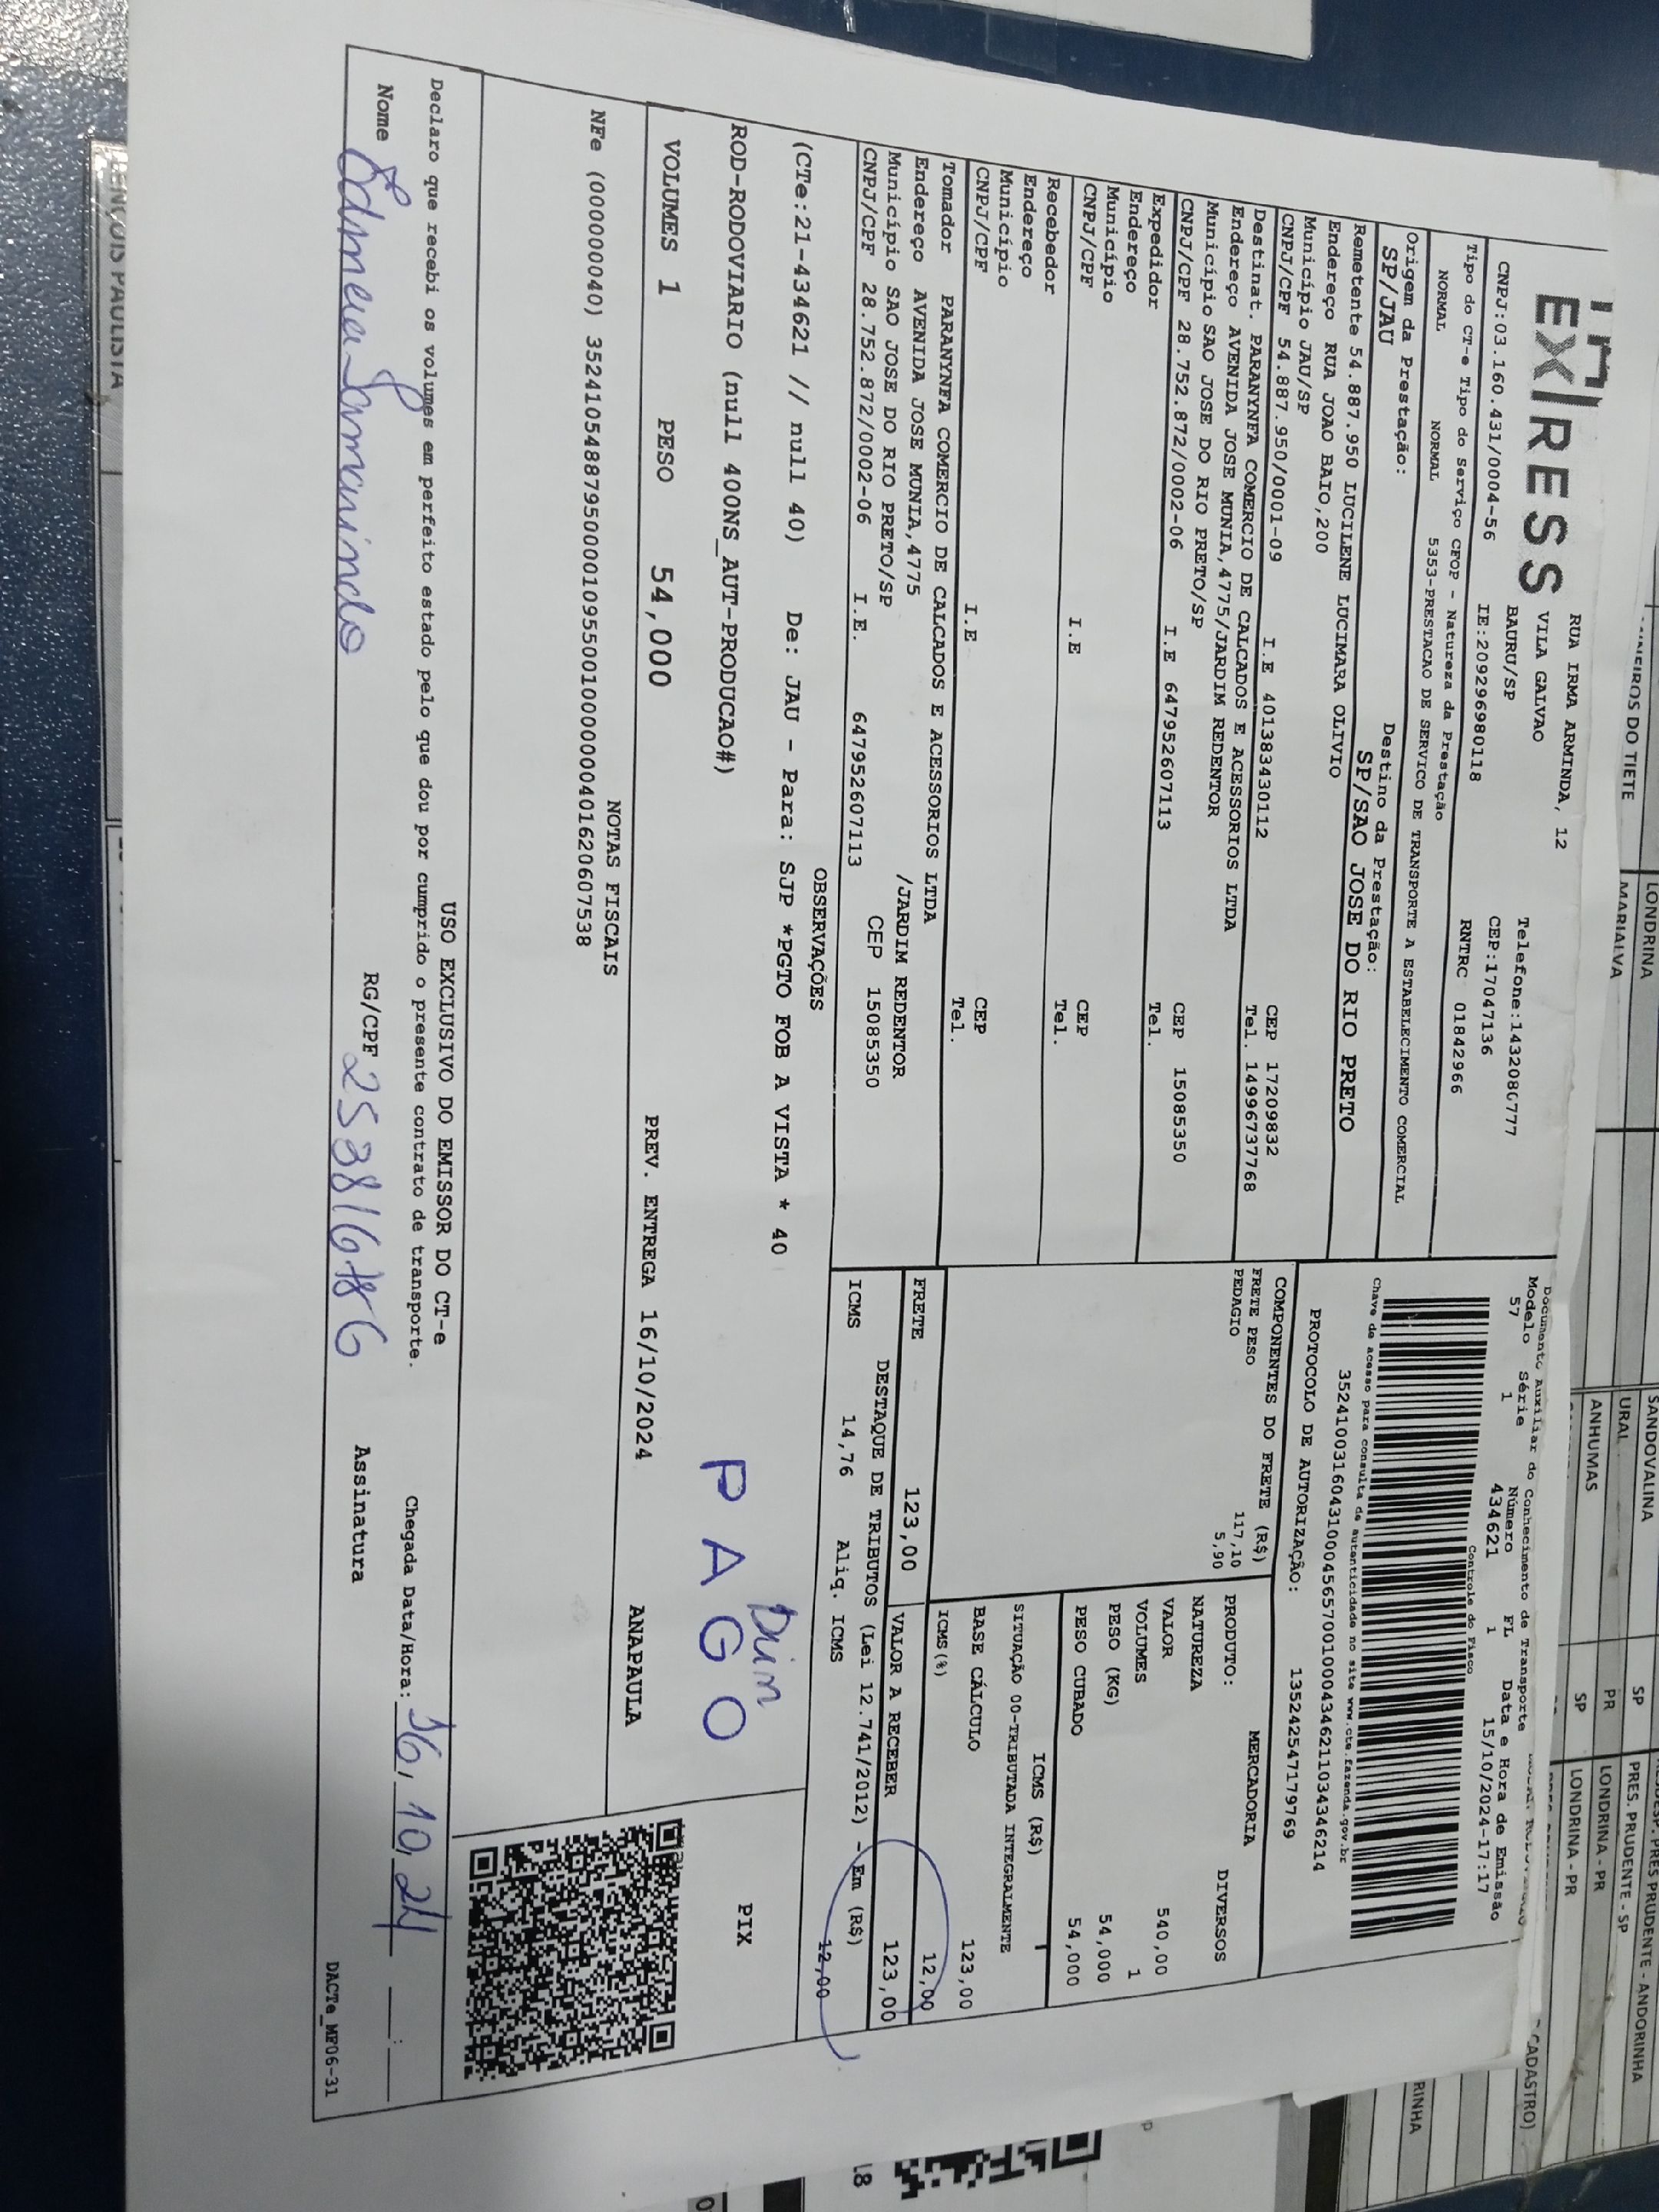 EXPRESS
RUA IRMA ARMINDA, 12
VILA GALVAO
BAURU/SP
Telefone:1432080777
CEP:17047136
CNPJ:03.160.431/0004-56 IE:209296980118 RNTRC 01842966
Tipo do CT-e Tipo do Serviço CFOP - Natureza da Prestação
NORMAL NORMAL 5353-PRESTACAO DE SERVICO DE TRANSPORTE A ESTABELECIMENTO COMERCIAL
Origem da Prestação: Destino da Prestação:
SP/JAU SP/SAO JOSE DO RIO PRETO
Remetente 54.887.950 LUCILENE LUCIMARA OLIVIO
Endereço RUA JOAO BAIO,200
Município JAU/SP CEP 17209832
CNPJ/CPF 54.887.950/0001-09 I.E 401383430112 Tel. 14996737768
Destinat. PARANYNFA COMERCIO DE CALCADOS E ACESSORIOS LTDA
Endereço AVENIDA JOSE MUNIA,4775/JARDIM REDENTOR
Município SAO JOSE DO RIO PRETO/SP CEP 15085350
CNPJ/CPF 28.752.872/0002-06 I.E 647952607113 Tel.
Expedidor
Endereço
Município CEP
CNPJ/CPF I.E Tel.
Recebedor
Endereço
Município CEP
CNPJ/CPF I.E Tel.
Tomador PARANYNFA COMERCIO DE CALCADOS E ACESSORIOS LTDA
Endereço AVENIDA JOSE MUNIA,4775 /JARDIM REDENTOR
Município SAO JOSE DO RIO PRETO/SP CEP 15085350
CNPJ/CPF 28.752.872/0002-06 I.E. 647952607113
Documento Auxiliar do Conhecimento de Transporte
Modelo Série Número FL Data e Hora de Emissão
57 1 434621 1 15/10/2024-17:17
Controle do Fisco
Chave de acesso para consulta de autenticidade no site www.cte.fazenda.gov.br
35241003160431000456570010004346211034346214
PROTOCOLO DE AUTORIZAÇÃO: 135242547179769
COMPONENTES DO FRETE (R$)
FRETE PESO 117,10
PEDAGIO 5,90
MERCADORIA
PRODUTO: DIVERSOS
NATUREZA
VALOR 540,00
VOLUMES 1
PESO (KG) 54,000
PESO CUBADO 54,000
ICMS (R$)
SITUAÇÃO 00-TRIBUTADA INTEGRALMENTE
BASE CÁLCULO 123,00
ICMS(%) 12,00
FRETE 123,00 VALOR A RECEBER 123,00
DESTAQUE DE TRIBUTOS (Lei 12.741/2012) - Em (R$)
ICMS 14,76 Aliq. ICMS 12,00
OBSERVAÇÕES
(CTe:21-434621 // null 40) De: JAU - Para: SJP *PGTO FOB A VISTA * 40
ROD-RODOVIARIO (null 400NS_AUT-PRODUCAO#)
Dim
PAGO
PIX
VOLUMES 1 PESO 54,000 PREV. ENTREGA 16/10/2024 ANAPAULA
NOTAS FISCAIS
NFe (000000040) 35241054887950000109550010000000401620607538
USO EXCLUSIVO DO EMISSOR DO CT-e
Declaro que recebi os volumes em perfeito estado pelo que dou por cumprido o presente contrato de transporte.
Chegada Data/Hora: 16, 10, 24 __:__
Nome RG/CPF Assinatura
DACTe_MF06-31
LONDRINA
MARIALVA
SANDOVALINA
ANHUMAS
SP
PR
SP
PRES. PRUDENTE - SP
LONDRINA - PR
LONDRINA - PR
PRES PRUDENTE - ANDORINHA